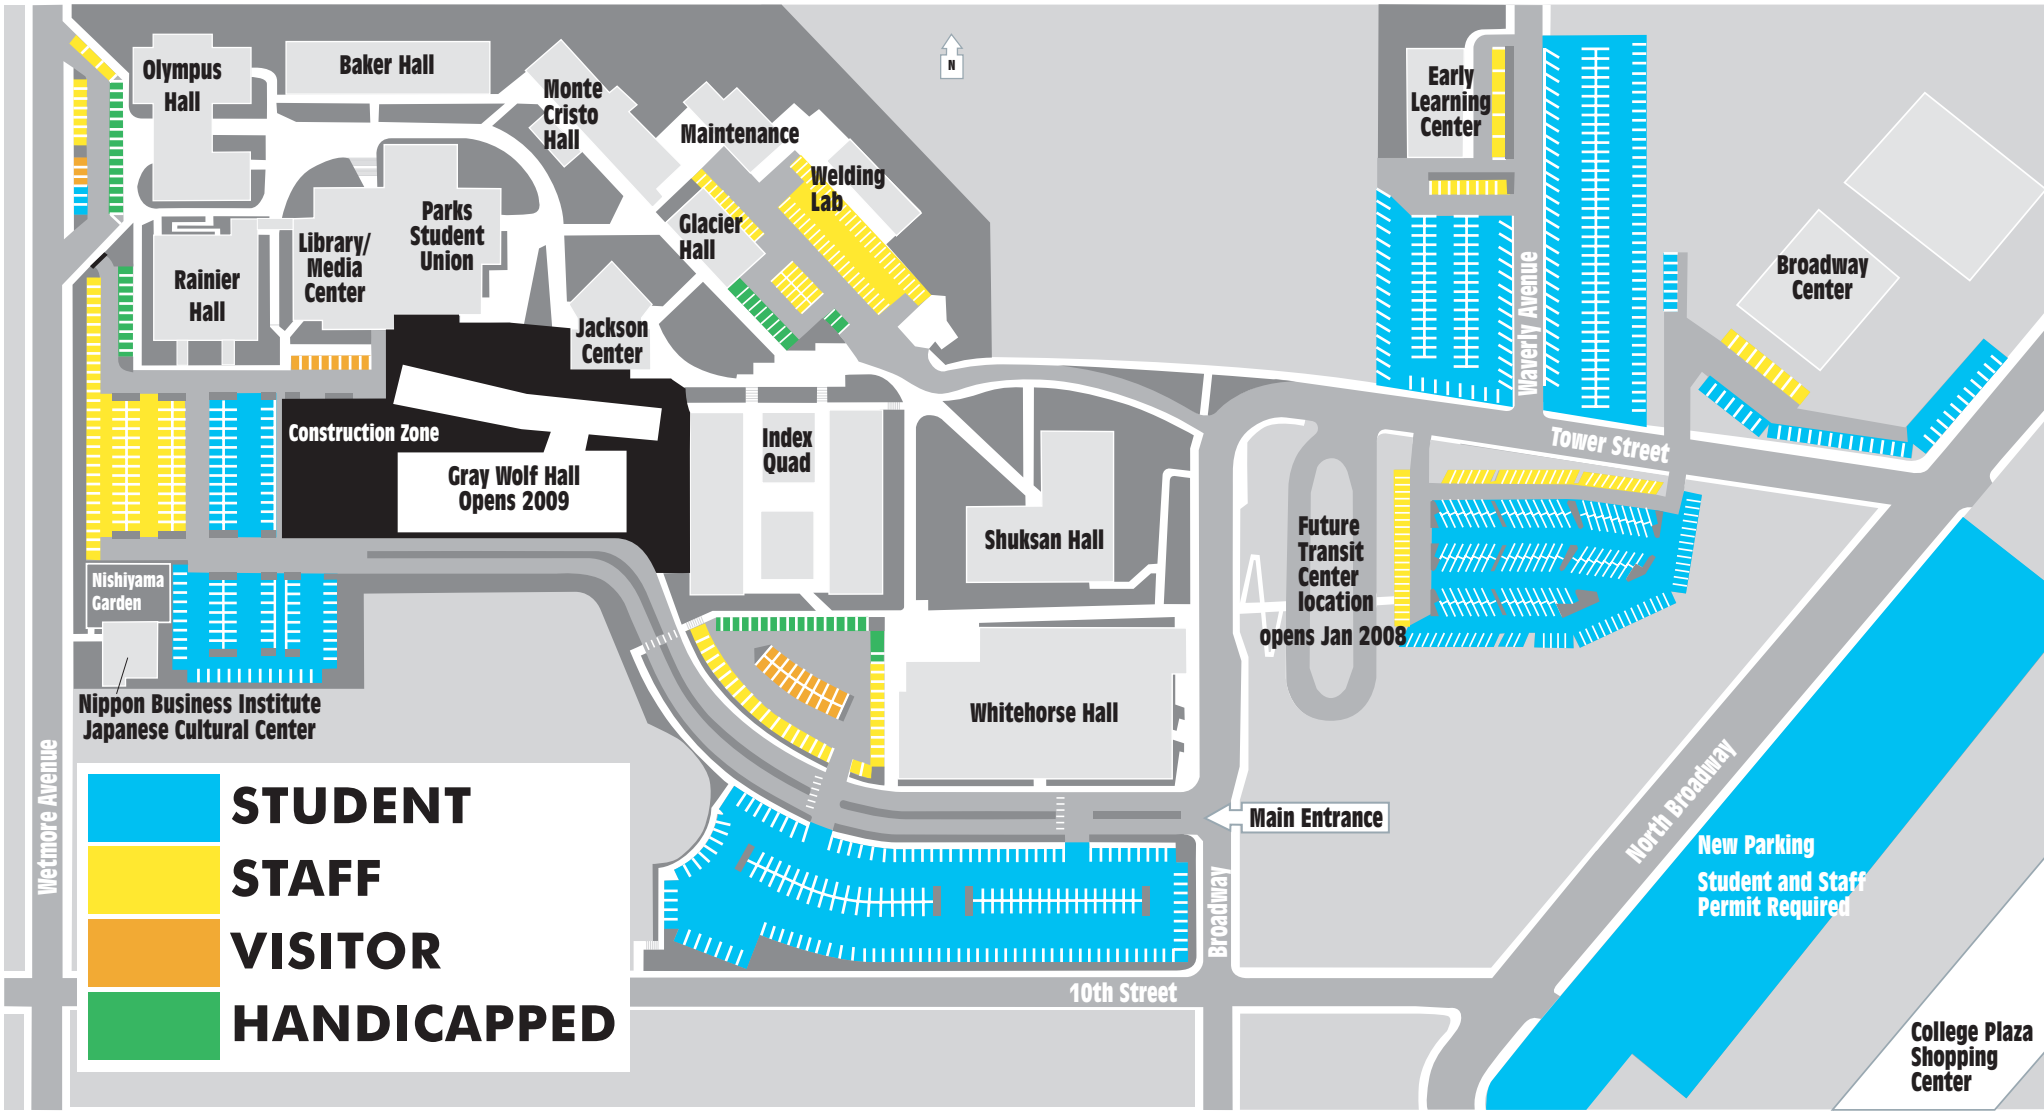 Olympus
Hall
Baker Hall
Monte
Cristo
Hall
Maintenance
Welding
Lab
N
Early
Learning
Center
Parks
Student
Union
Library/
Media
Center
Rainier
Hall
Glacier
Hall
Jackson
Center
Broadway
Center
Waverly Avenue
Construction Zone
Gray Wolf Hall
Opens 2009
Index
Quad
Tower Street
Shuksan Hall
Future
Transit
Center
location
opens Jan 2008
Nishiyama
Garden
Nippon Business Institute
Japanese Cultural Center
Whitehorse Hall
Wetmore Avenue
Main Entrance
North Broadway
Broadway
New Parking
Student and Staff
Permit Required
10th Street
College Plaza
Shopping
Center
STUDENT
STAFF
VISITOR
HANDICAPPED